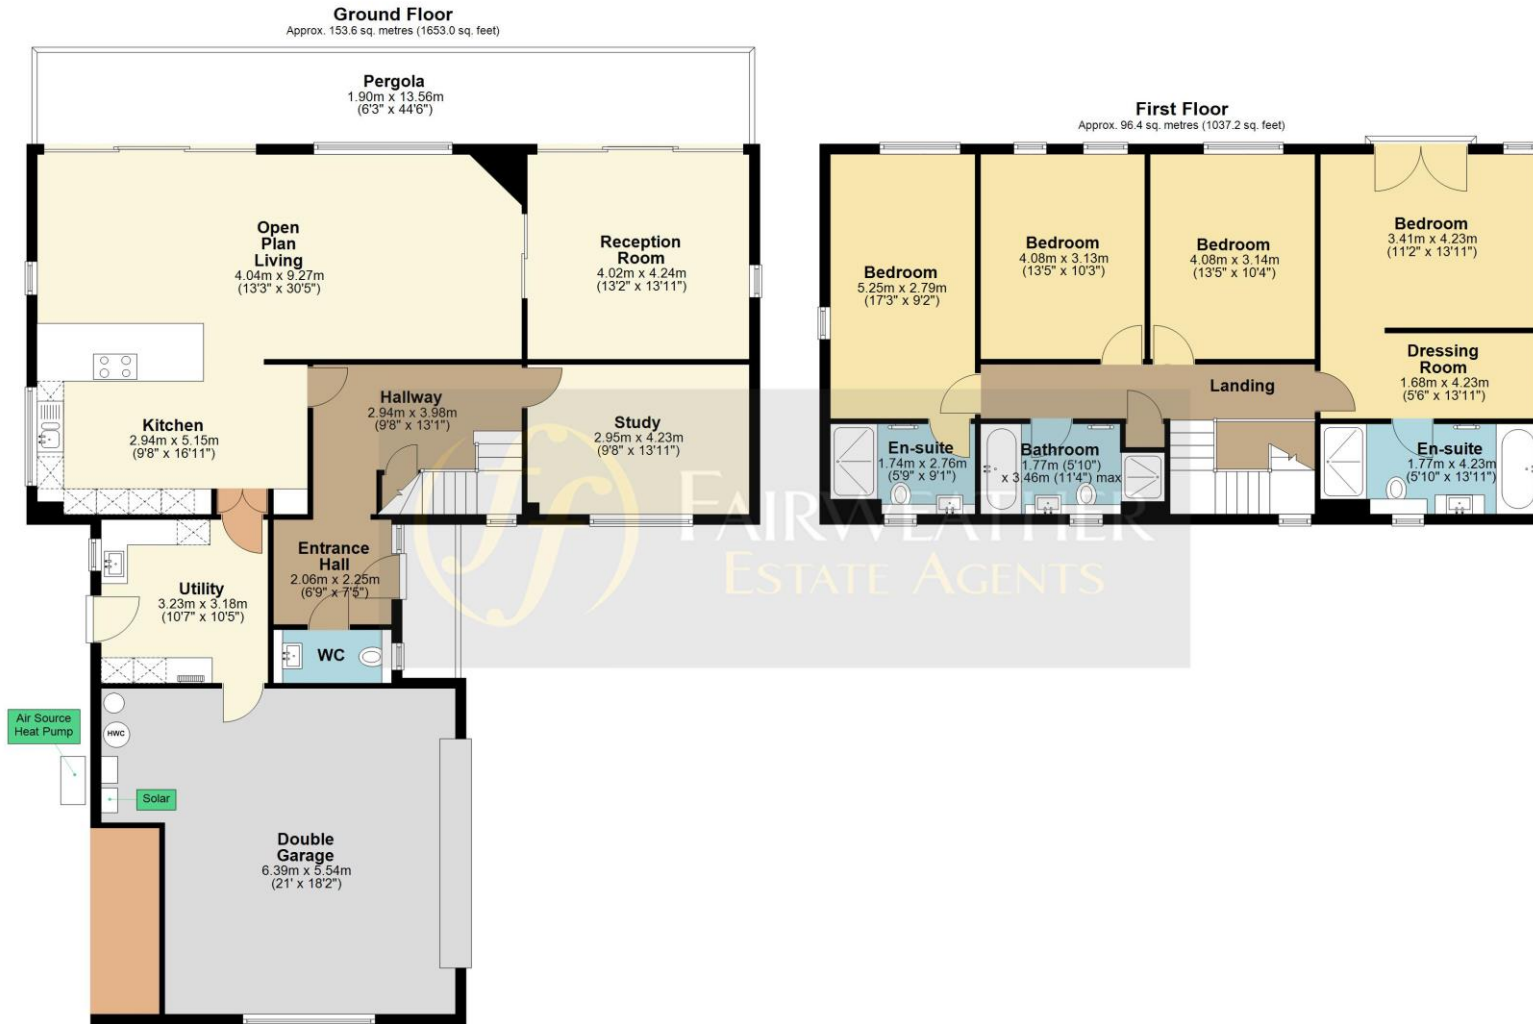 Ground Floor
Approx. 153.6 sq. metres (1653.0 sq. feet)
Pergola
1.90m x 13.56m
(6'3" x 44'6")
Open
Plan
Living
4.04m x 9.27m
(13'3" x 30'5")
Reception
Room
4.02m x 4.24m
(13'2" x 13'11")
Kitchen
2.94m x 5.15m
(9'8" x 16'11")
Hallway
2.94m x 3.98m
(9'8" x 13'1")
Study
2.95m x 4.23m
(9'8" x 13'11")
Entrance
Hall
2.06m x 2.25m
(6'9" x 7'5")
Utility
3.23m x 3.18m
(10'7" x 10'5")
WC
Air Source
Heat Pump
HWC
Solar
Double
Garage
6.39m x 5.54m
(21' x 18'2")
First Floor
Approx. 96.4 sq. metres (1037.2 sq. feet)
Bedroom
5.25m x 2.79m
(17'3" x 9'2")
Bedroom
4.08m x 3.13m
(13'5" x 10'3")
Bedroom
4.08m x 3.14m
(13'5" x 10'4")
Bedroom
3.41m x 4.23m
(11'2" x 13'11")
Dressing
Room
1.68m x 4.23m
(5'6" x 13'11")
Landing
En-suite
1.74m x 2.76m
(5'9" x 9'1")
Bathroom
1.77m (5'10")
x 3.46m (11'4") max
En-suite
1.77m x 4.23m
(5'10" x 13'11")
ff
FAIRWEATHER
ESTATE AGENTS